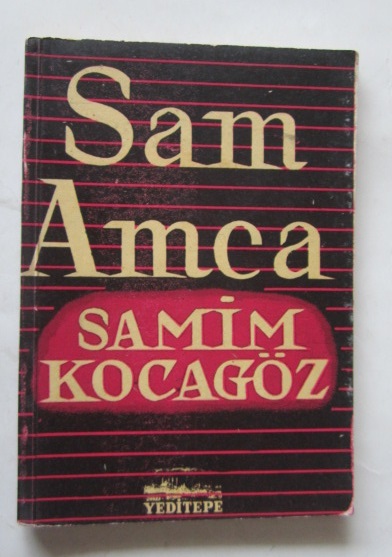 Sam
Amca
SAMİM
KOCAGÖZ
YEDİTEPE